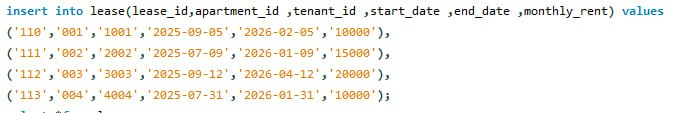 insert into lease(lease_id,apartment_id ,tenant_id ,start_date ,end_date ,monthly_rent) values
('110','001','1001','2025-09-05','2026-02-05','10000'),
('111','002','2002','2025-07-09','2026-01-09','15000'),
('112','003','3003','2025-09-12','2026-04-12','20000'),
('113','004','4004','2025-07-31','2026-01-31','10000');